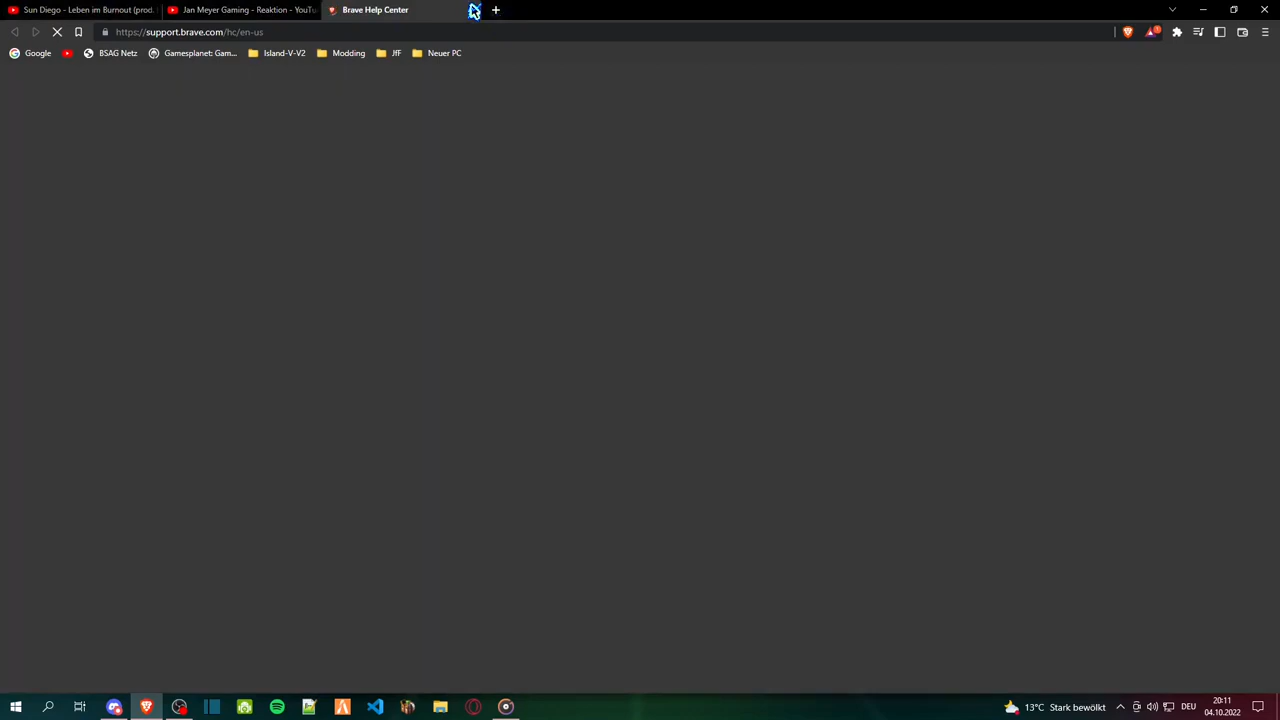 Sun Diego - Leben im Burnout (prod.
Jan Meyer Gaming - Reaktion - YouTu
Brave Help Center
https://support.brave.com/hc/en-us
1
Google
BSAG Netz
Gamesplanet: Gam...
Island-V-V2
Modding
JfF
Neuer PC
13°C Stark bewölkt
DEU
20:11
04.10.2022